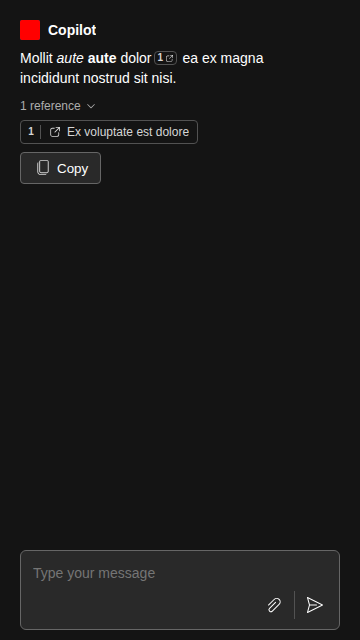 Copilot
Mollit aute aute dolor 1 ea ex magna
incididunt nostrud sit nisi.
1 reference
1 Ex voluptate est dolore
Copy
Type your message